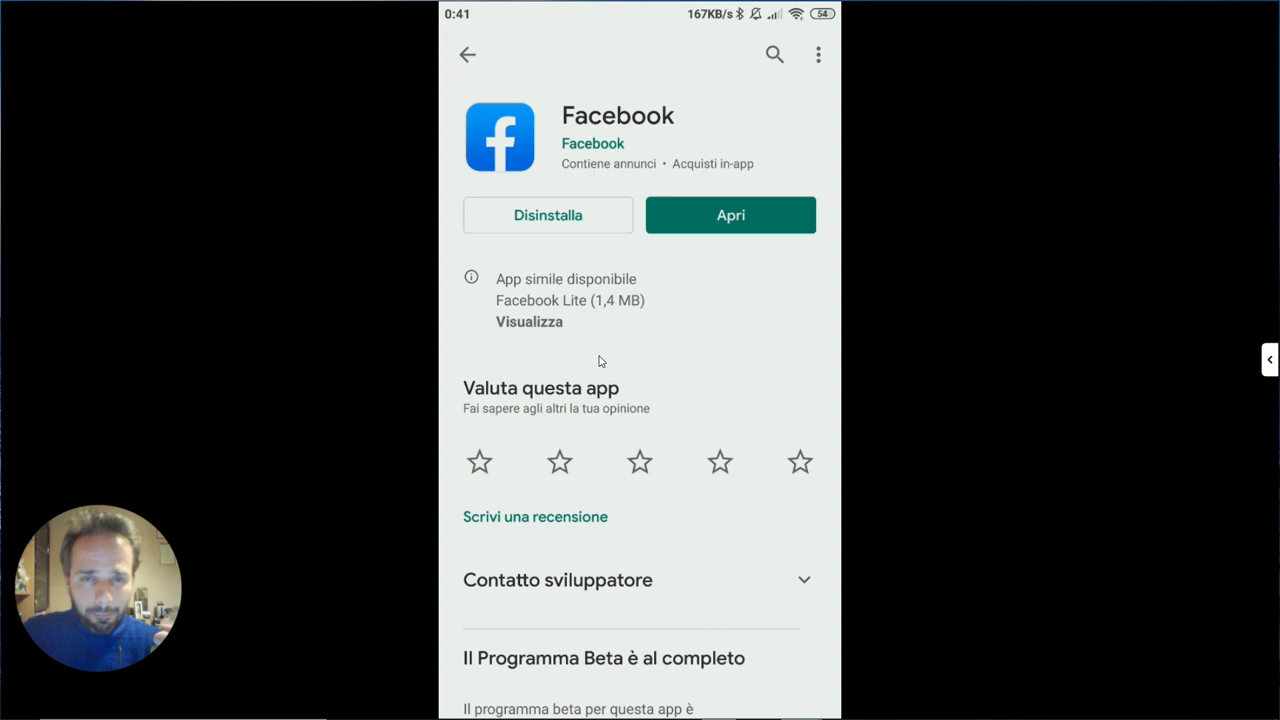 0:41 167KB/s 54
Facebook
Facebook
Contiene annunci • Acquisti in-app
Disinstalla Apri
App simile disponibile
Facebook Lite (1,4 MB)
Visualizza
Valuta questa app
Fai sapere agli altri la tua opinione
Scrivi una recensione
Contatto sviluppatore
Il Programma Beta è al completo
Il programma beta per questa app è